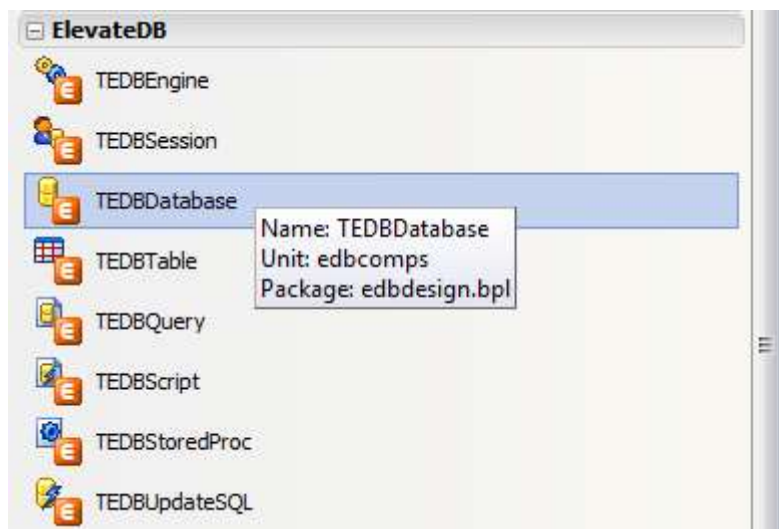 ElevateDB
TEDBEngine
TEDBSession
TEDBDatabase
Name: TEDBDatabase
Unit: edbcomps
Package: edbdesign.bpl
TEDBTable
TEDBQuery
TEDBScript
TEDBStoredProc
TEDBUpdateSQL